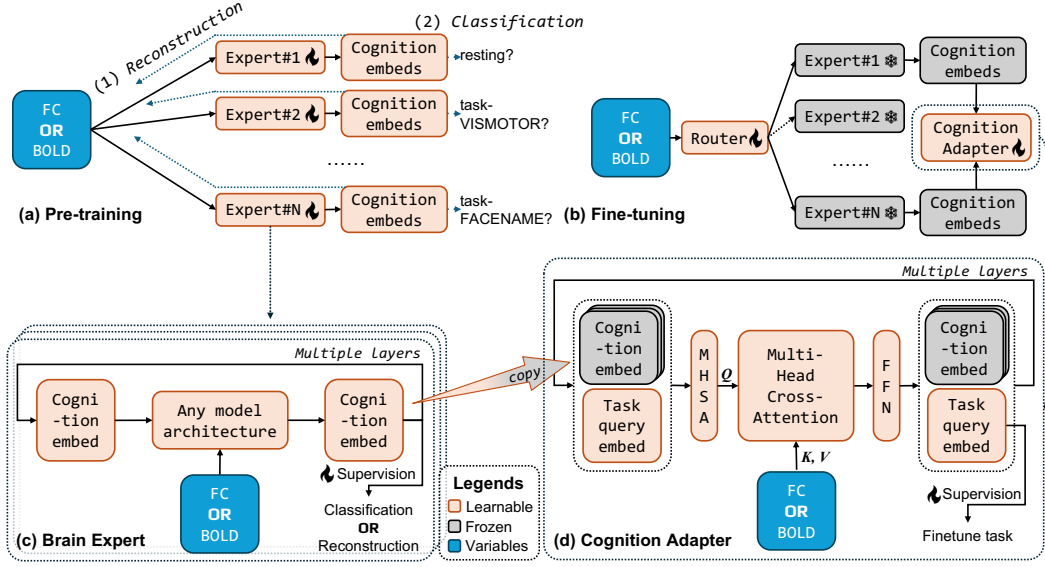 (1) Reconstruction
(2) Classification
FC
OR
BOLD
Expert#1
Cognition
embeds
resting?
Expert#2
Cognition
embeds
task-
VISMOTOR?
......
Expert#N
Cognition
embeds
task-
FACENAME?
(a) Pre-training
FC
OR
BOLD
Router
Expert#1
Cognition
embeds
Expert#2
Cognition
Adapter
......
Expert#N
Cognition
embeds
(b) Fine-tuning
Multiple layers
Cogni
-tion
embed
Any model
architecture
Cogni
-tion
embed
FC
OR
BOLD
Supervision
Classification
OR
Reconstruction
(c) Brain Expert
copy
Legends
Learnable
Frozen
Variables
Multiple layers
Cogni
-tion
embed
Task
query
embed
M
H
S
A
Q
Multi-
Head
Cross-
Attention
K, V
FC
OR
BOLD
F
F
N
Cogni
-tion
embed
Task
query
embed
Supervision
Finetune task
(d) Cognition Adapter